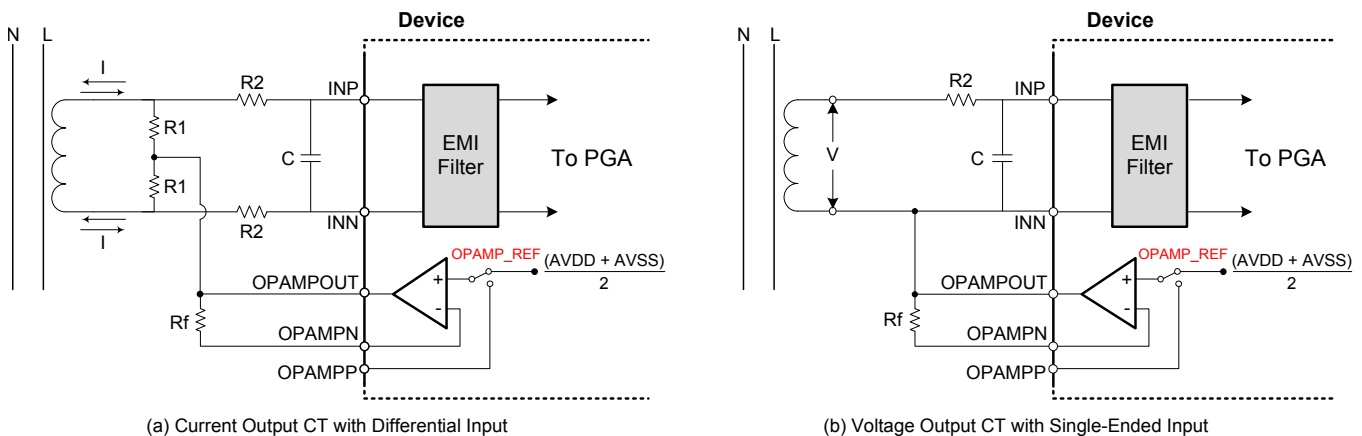 Device
N L
I
R2
INP
R1
R1
C
EMI
Filter
To PGA
I
R2
INN
OPAMP_REF
(AVDD + AVSS)
2
+
-
OPAMPOUT
Rf
OPAMPN
OPAMPP
(a) Current Output CT with Differential Input
Device
N L
R2
INP
V
C
EMI
Filter
To PGA
INN
OPAMP_REF
(AVDD + AVSS)
2
+
-
OPAMPOUT
Rf
OPAMPN
OPAMPP
(b) Voltage Output CT with Single-Ended Input